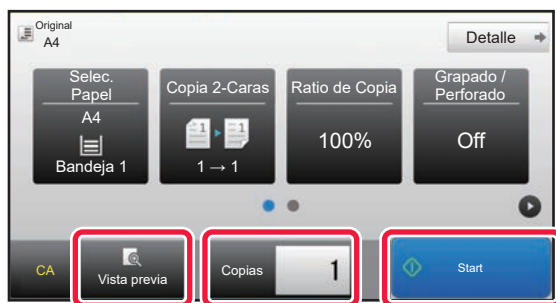 Original
A4
Detalle
Selec.
Papel
A4
Bandeja 1
Copia 2-Caras
1 1
1 → 1
Ratio de Copia
100%
Grapado /
Perforado
Off
CA
Vista previa
Copias
1
Start